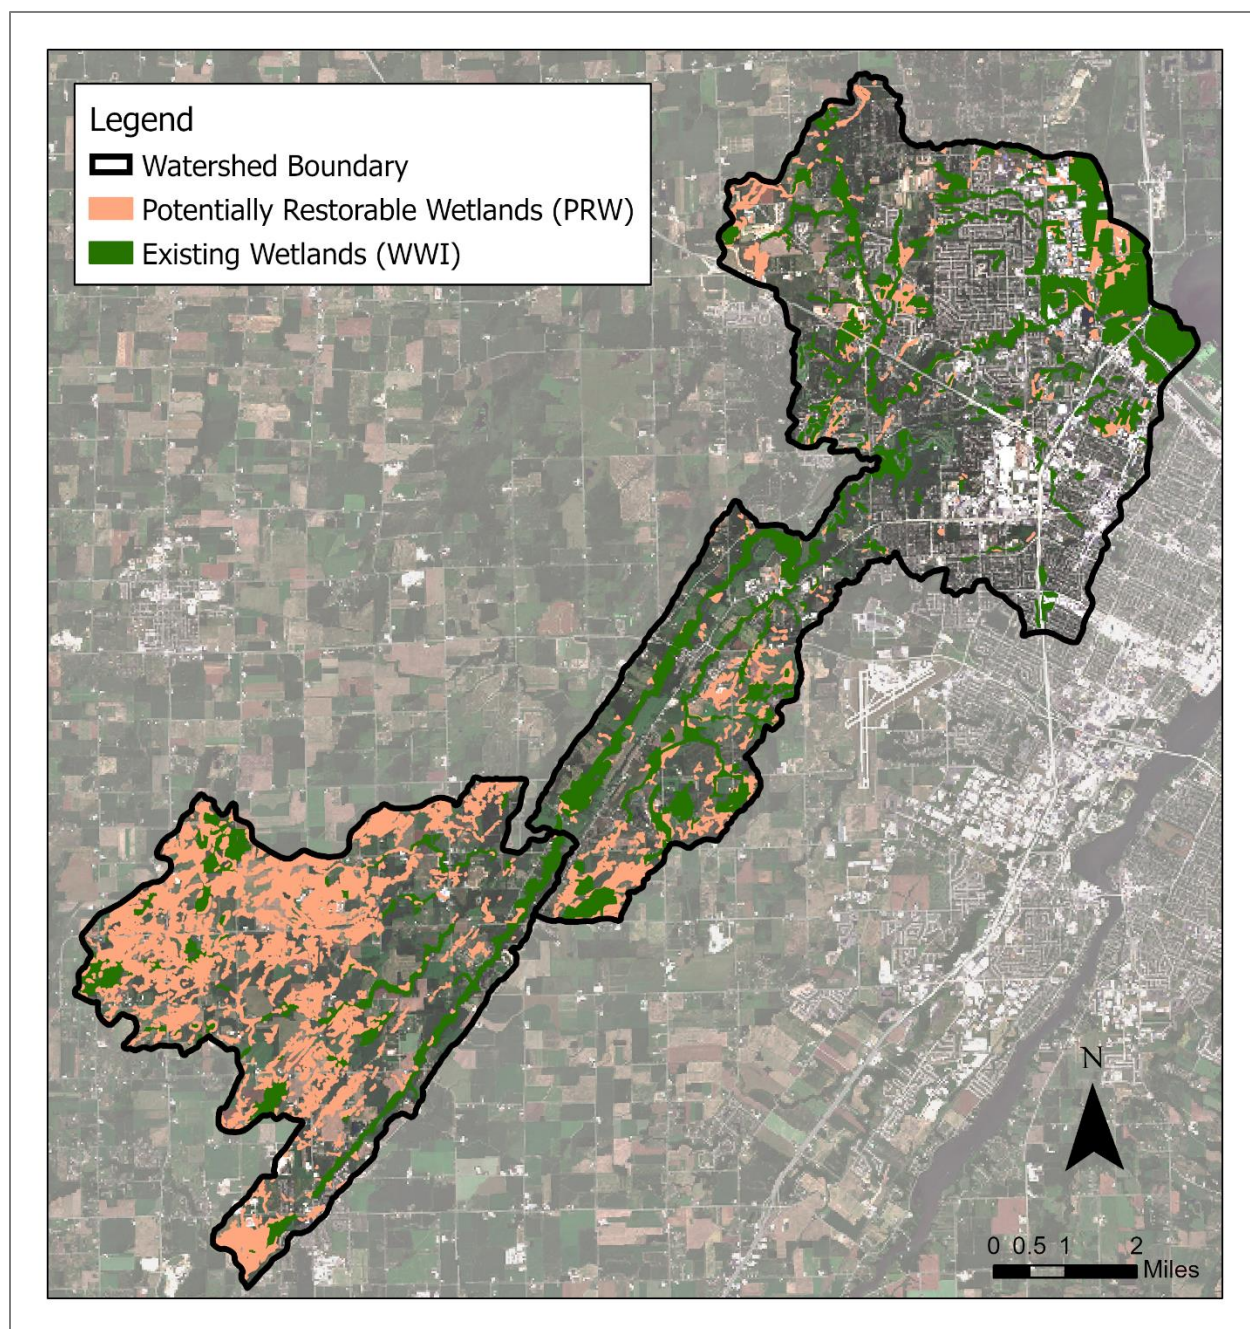 Legend
Watershed Boundary
Potentially Restorable Wetlands (PRW)
Existing Wetlands (WWI)
N
0 0.5 1 2
Miles